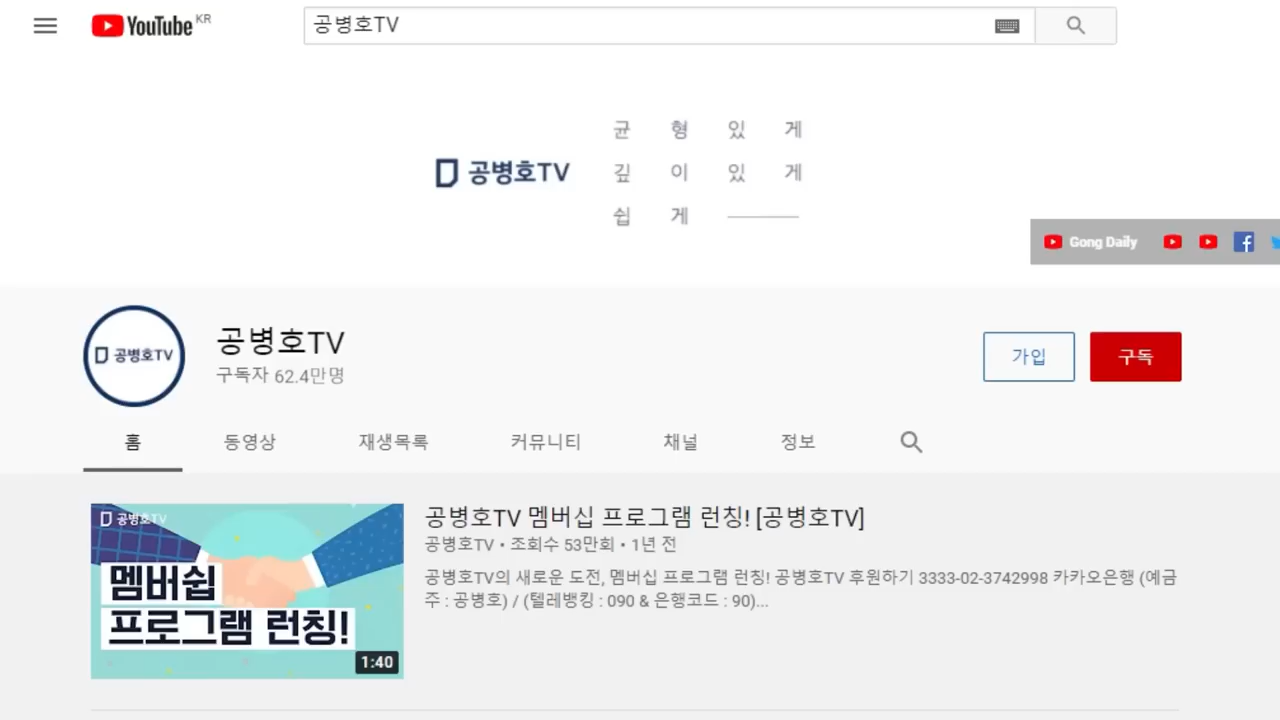 YouTube KR
공병호TV
균 형 있 게
공병호TV
깊 이 있 게
쉽 게
Gong Daily
공병호TV
공병호TV
구독자 62.4만명
가입
구독
홈 동영상 재생목록 커뮤니티 채널 정보
공병호TV
멤버쉽
프로그램 런칭!
1:40
공병호TV 멤버십 프로그램 런칭! [공병호TV]
공병호TV • 조회수 53만회 • 1년 전
공병호TV의 새로운 도전, 멤버십 프로그램 런칭! 공병호TV 후원하기 3333-02-3742998 카카오은행 (예금
주 : 공병호) / (텔레뱅킹 : 090 & 은행코드 : 90)...